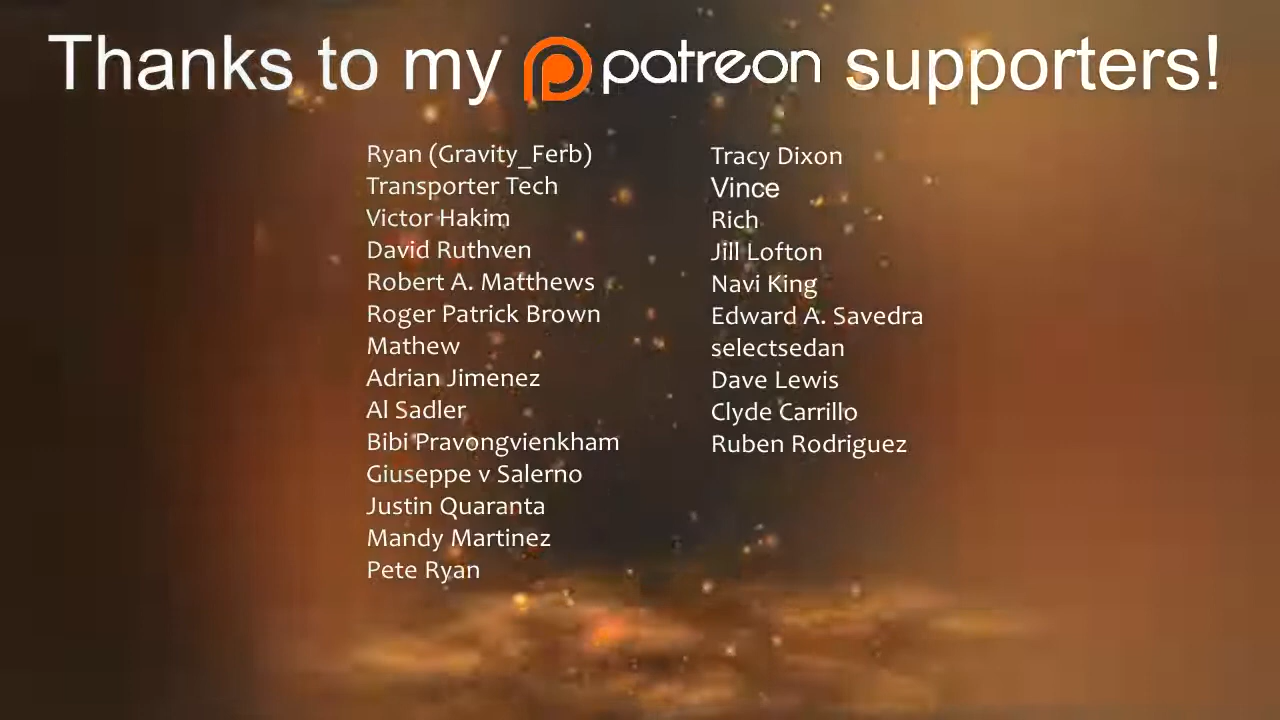 Thanks to my patreon supporters!
Ryan (Gravity_Ferb)
Transporter Tech
Victor Hakim
David Ruthven
Robert A. Matthews
Roger Patrick Brown
Mathew
Adrian Jimenez
Al Sadler
Bibi Pravongvienkham
Giuseppe v Salerno
Justin Quaranta
Mandy Martinez
Pete Ryan
Tracy Dixon
Vince
Rich
Jill Lofton
Navi King
Edward A. Savedra
selectsedan
Dave Lewis
Clyde Carrillo
Ruben Rodriguez